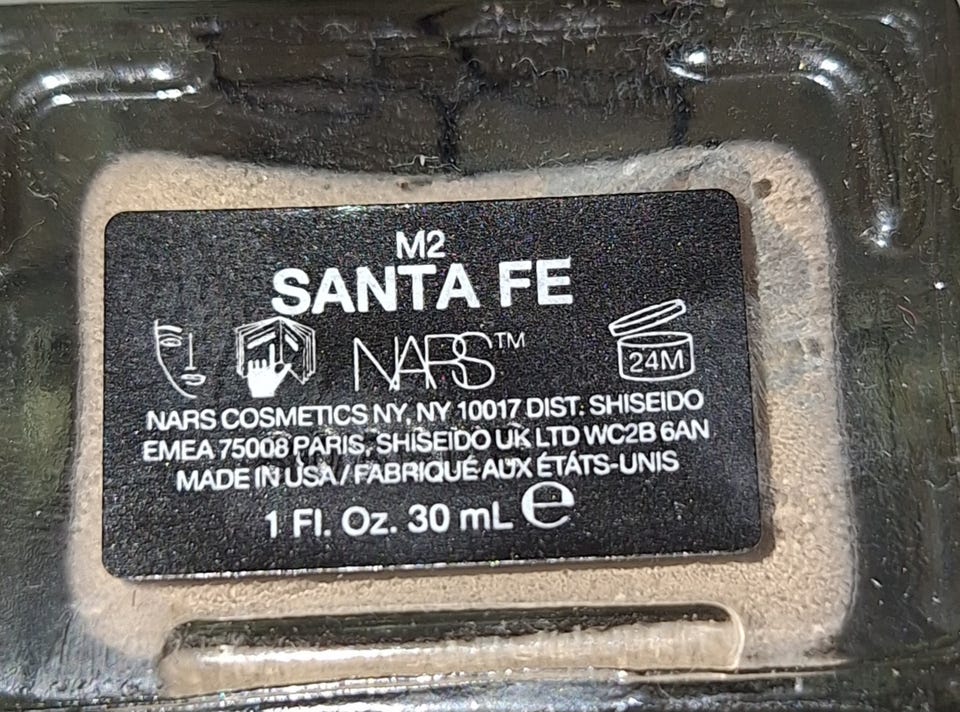 M2
SANTA FE
NARS™
24M
NARS COSMETICS NY, NY 10017 DIST. SHISEIDO
EMEA 75008 PARIS, SHISEIDO UK LTD WC2B 6AN
MADE IN USA / FABRIQUÉ AUX ÉTATS-UNIS
1 Fl. Oz. 30 mL ℮